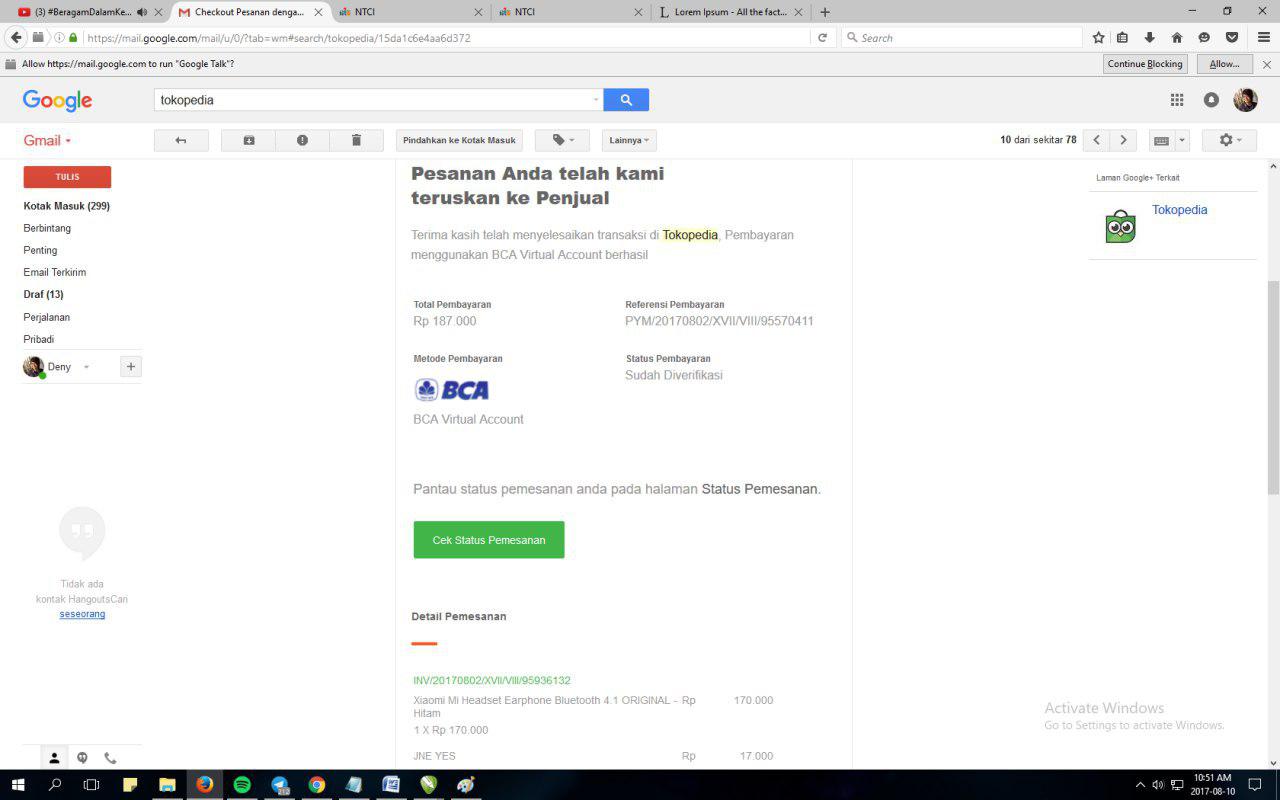 (3) #BeragamDalamKe...
Checkout Pesanan denga...
NTCI
NTCI
Lorem Ipsum - All the fact...
https://mail.google.com/mail/u/0/?tab=wm#search/tokopedia/15da1c6e4aa6d372
Search
Allow https://mail.google.com to run "Google Talk"?
Continue Blocking
Allow...
Google
tokopedia
Gmail
Pindahkan ke Kotak Masuk
Lainnya
10 dari sekitar 78
TULIS
Kotak Masuk (299)
Berbintang
Penting
Email Terkirim
Draf (13)
Perjalanan
Pribadi
Deny
Tidak ada
kontak HangoutsCari
seseorang
Pesanan Anda telah kami
teruskan ke Penjual
Terima kasih telah menyelesaikan transaksi di Tokopedia, Pembayaran
menggunakan BCA Virtual Account berhasil
Total Pembayaran
Rp 187.000
Referensi Pembayaran
PYM/20170802/XVII/VIII/95570411
Metode Pembayaran
BCA
BCA Virtual Account
Status Pembayaran
Sudah Diverifikasi
Pantau status pemesanan anda pada halaman Status Pemesanan.
Cek Status Pemesanan
Detail Pemesanan
INV/20170802/XVII/VIII/95936132
Xiaomi Mi Headset Earphone Bluetooth 4.1 ORIGINAL - Rp 170.000
Hitam
1 X Rp 170.000
JNE YES Rp 17.000
Laman Google+ Terkait
Tokopedia
Activate Windows
Go to Settings to activate Windows.
212
10:51 AM
2017-08-10